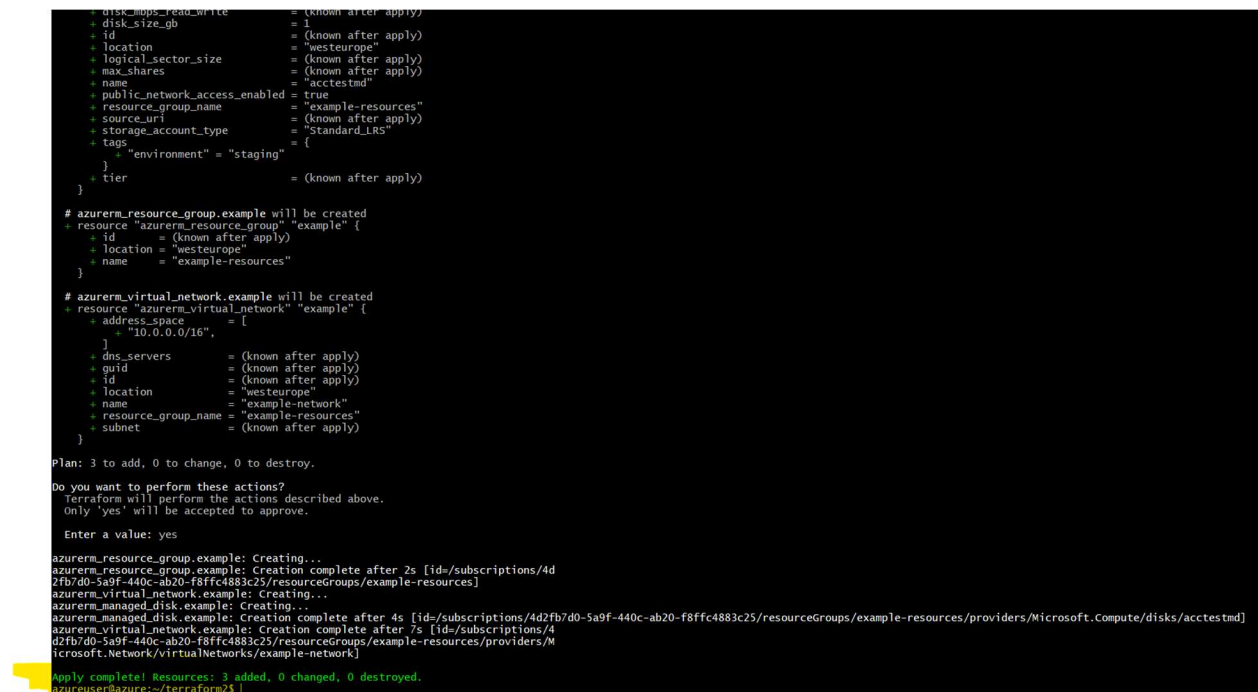 + disk_mbps_read_write = (known after apply)
+ disk_size_gb = 1
+ id = (known after apply)
+ location = "westeurope"
+ logical_sector_size = (known after apply)
+ max_shares = (known after apply)
+ name = "acctestmd"
+ public_network_access_enabled = true
+ resource_group_name = "example-resources"
+ source_uri = (known after apply)
+ storage_account_type = "Standard_LRS"
+ tags = {
+ "environment" = "staging"
}
+ tier = (known after apply)
}
# azurerm_resource_group.example will be created
+ resource "azurerm_resource_group" "example" {
+ id = (known after apply)
+ location = "westeurope"
+ name = "example-resources"
}
# azurerm_virtual_network.example will be created
+ resource "azurerm_virtual_network" "example" {
+ address_space = [
+ "10.0.0.0/16",
]
+ dns_servers = (known after apply)
+ guid = (known after apply)
+ id = (known after apply)
+ location = "westeurope"
+ name = "example-network"
+ resource_group_name = "example-resources"
+ subnet = (known after apply)
}
Plan: 3 to add, 0 to change, 0 to destroy.
Do you want to perform these actions?
Terraform will perform the actions described above.
Only 'yes' will be accepted to approve.
Enter a value: yes
azurerm_resource_group.example: Creating...
azurerm_resource_group.example: Creation complete after 2s [id=/subscriptions/4d
2fb7d0-5a9f-440c-ab20-f8ffc4883c25/resourceGroups/example-resources]
azurerm_virtual_network.example: Creating...
azurerm_managed_disk.example: Creating...
azurerm_managed_disk.example: Creation complete after 4s [id=/subscriptions/4d2fb7d0-5a9f-440c-ab20-f8ffc4883c25/resourceGroups/example-resources/providers/Microsoft.Compute/disks/acctestmd]
azurerm_virtual_network.example: Creation complete after 7s [id=/subscriptions/4
d2fb7d0-5a9f-440c-ab20-f8ffc4883c25/resourceGroups/example-resources/providers/M
icrosoft.Network/virtualNetworks/example-network]
Apply complete! Resources: 3 added, 0 changed, 0 destroyed.
azureuser@azure:~/terraform2$